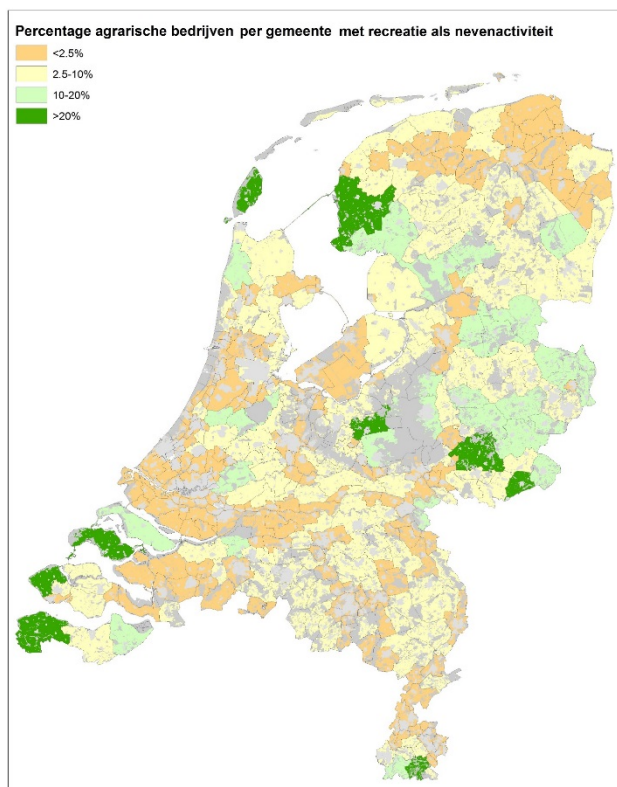 Percentage agrarische bedrijven per gemeente met recreatie als nevenactiviteit
<2.5%
2.5-10%
10-20%
>20%